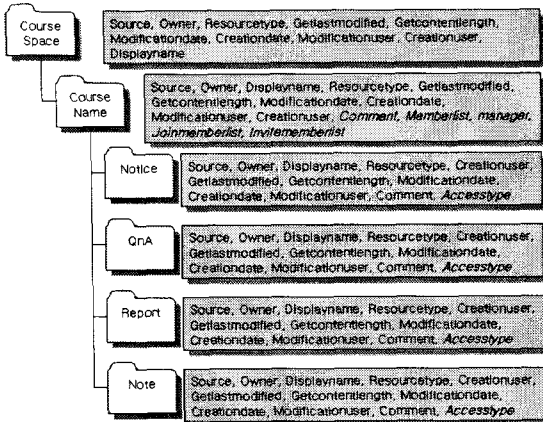 Course
Space
Source, Owner, Resourcetype, Getlastmodified, Getcontentlength,
Modificationdate, Creationdate, Modificationuser, Creationuser,
Displayname
Course
Name
Source, Owner, Displayname, Resourcetype, Getlastmodified,
Getcontentlength, Modificationdate, Creationdate,
Modificationuser, Creationuser, Comment, Memberlist, manager,
Joinmemberlist, Invitememberlist
Notice
Source, Owner, Displayname, Resourcetype, Creationuser,
Getlastmodified, Getcontentlength, Modificationdate,
Creationdate, Modificationuser, Comment, Accesstype
QnA
Source, Owner, Displayname, Resourcetype, Creationuser,
Getlastmodified, Getcontentlength, Modificationdate,
Creationdate, Modificationuser, Comment, Accesstype
Report
Source, Owner, Displayname, Resourcetype, Creationuser,
Getlastmodified, Getcontentlength, Modificationdate,
Creationdate, Modificationuser, Comment, Accesstype
Note
Source, Owner, Displayname, Resourcetype, Creationuser,
Getlastmodified, Getcontentlength, Modificationdate,
Creationdate, Modificationuser, Comment, Accesstype